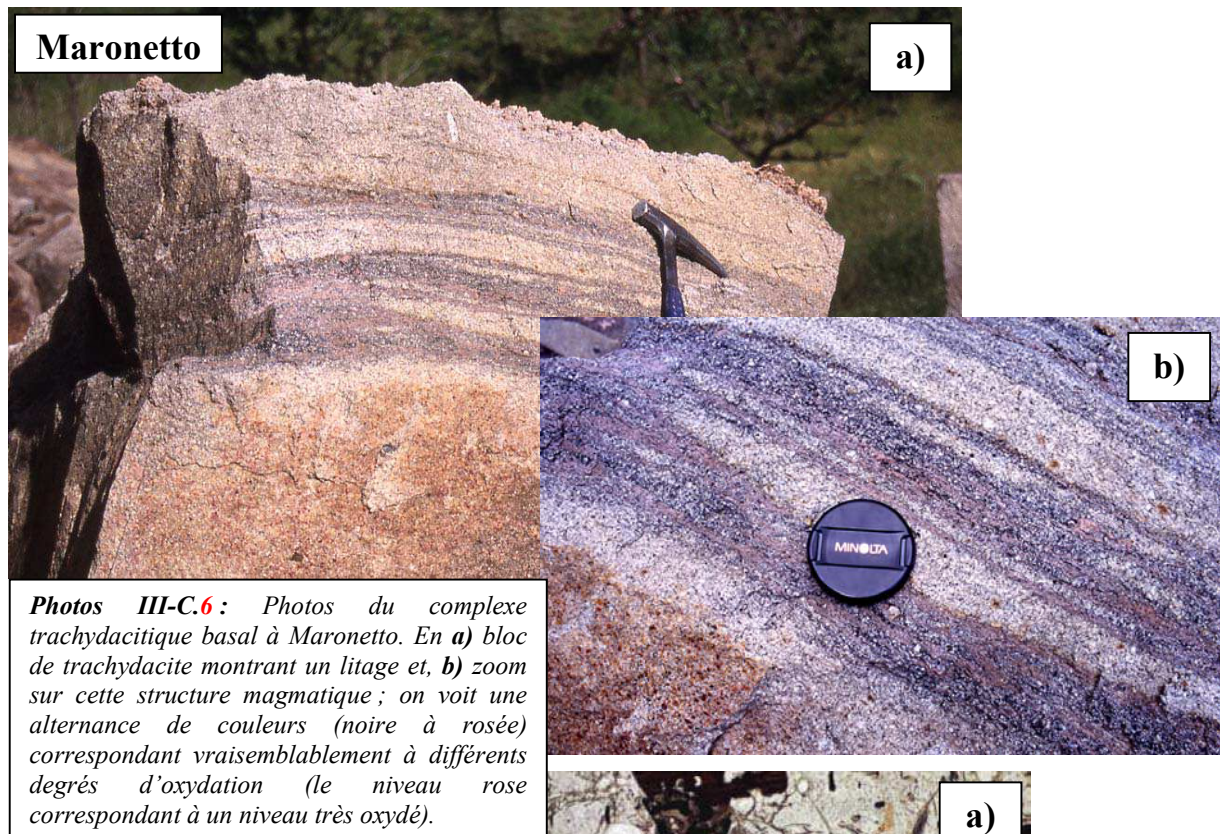 Maronetto
a)
b)
MINOLTA
Photos III-C.6 : Photos du complexe
trachydacitique basal à Maronetto. En a) bloc
de trachydacite montrant un litage et, b) zoom
sur cette structure magmatique ; on voit une
alternance de couleurs (noire à rosée)
correspondant vraisemblablement à différents
degrés d'oxydation (le niveau rose
correspondant à un niveau très oxydé).
a)